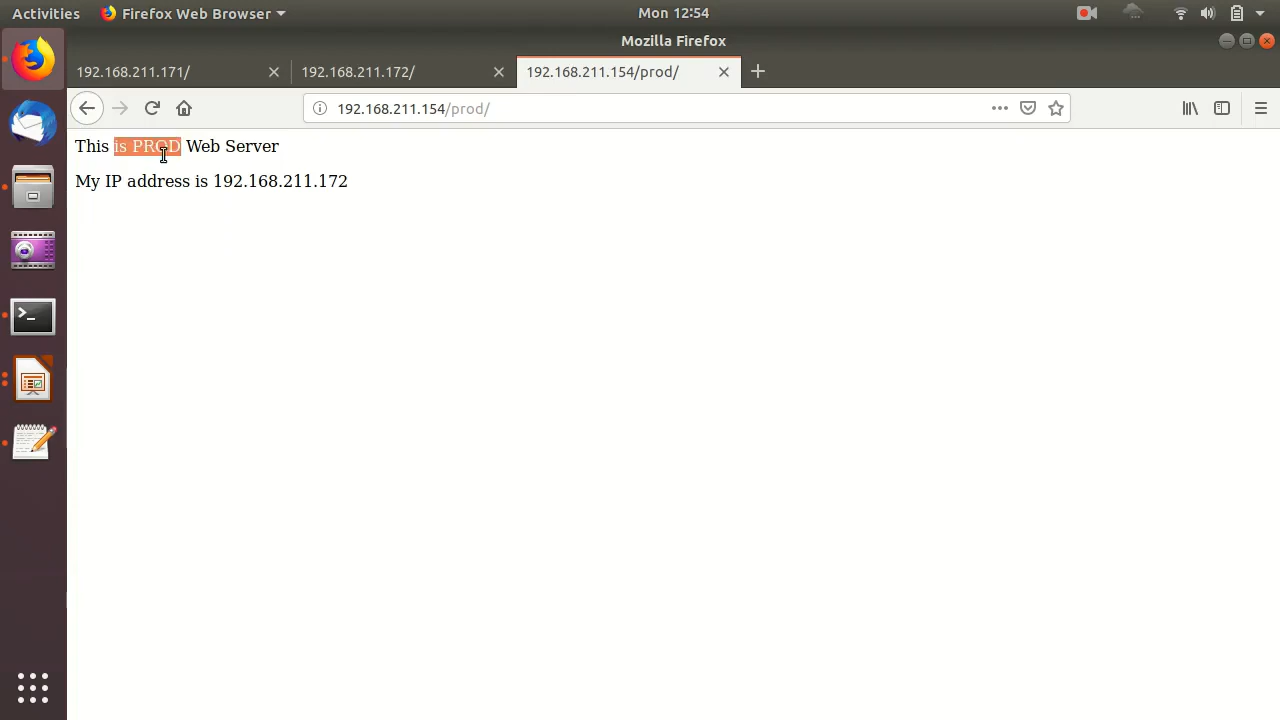 Activities
Firefox Web Browser
Mon 12:54
Mozilla Firefox
192.168.211.171/
192.168.211.172/
192.168.211.154/prod/
192.168.211.154/prod/
This is PROD Web Server
My IP address is 192.168.211.172